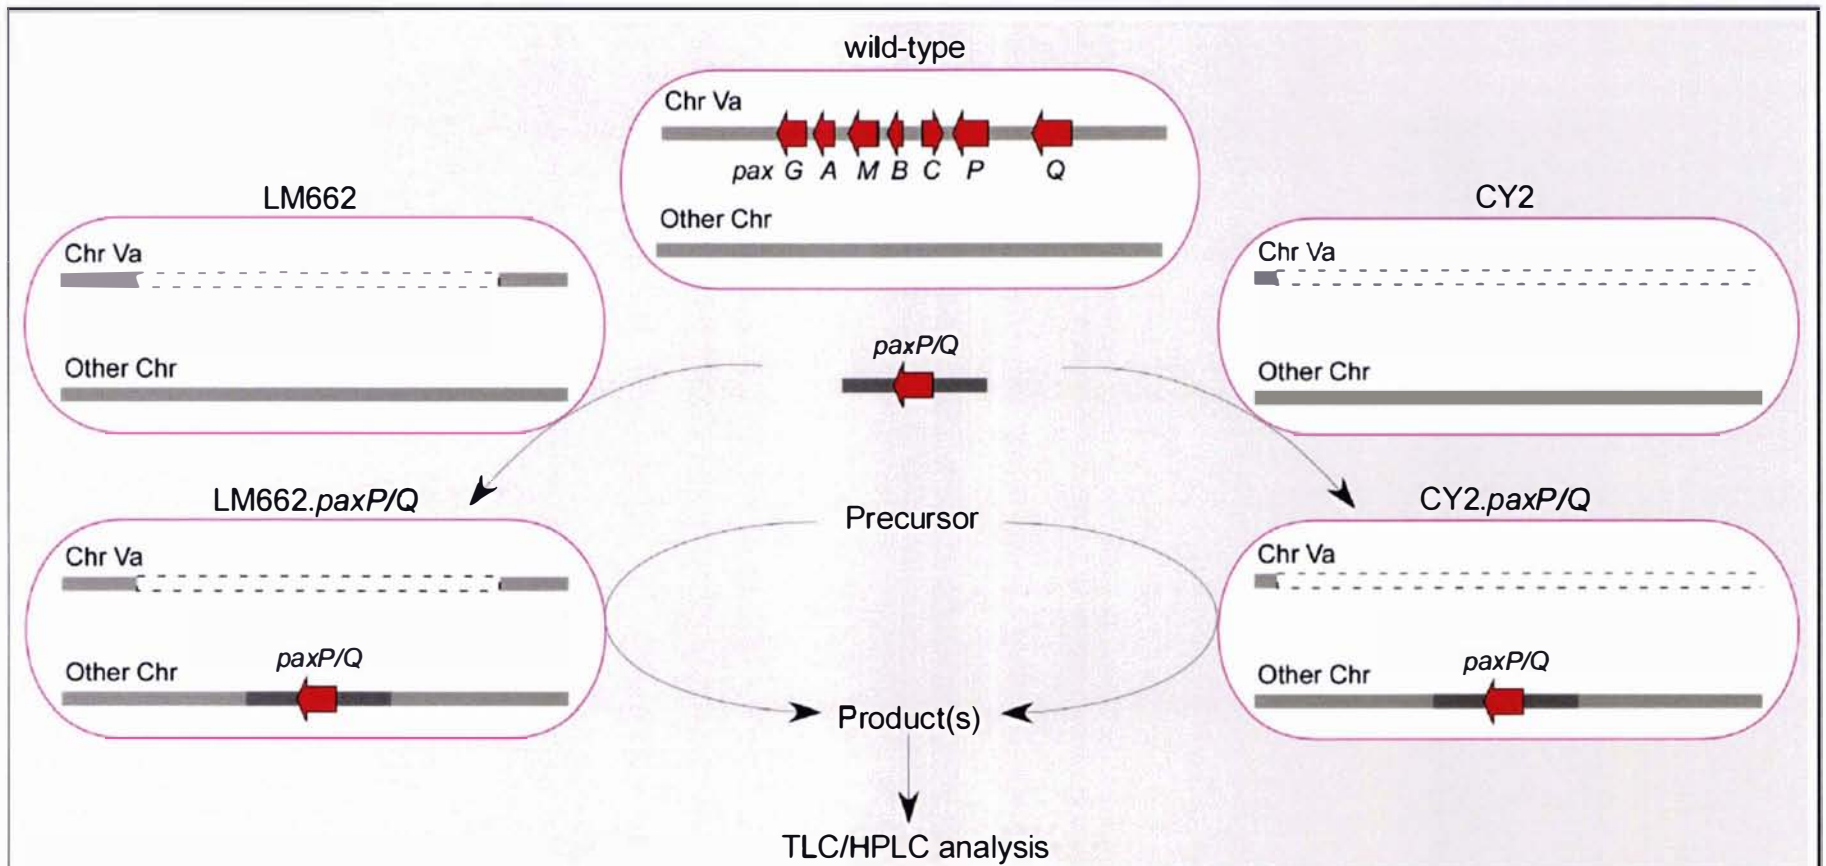 wild-type
Chr Va
pax G A M B C P Q
Other Chr
LM662
Chr Va
Other Chr
CY2
Chr Va
Other Chr
paxP/Q
LM662.paxP/Q
Chr Va
paxP/Q
Other Chr
Precursor
CY2.paxP/Q
Chr Va
paxP/Q
Other Chr
Product(s)
TLC/HPLC analysis